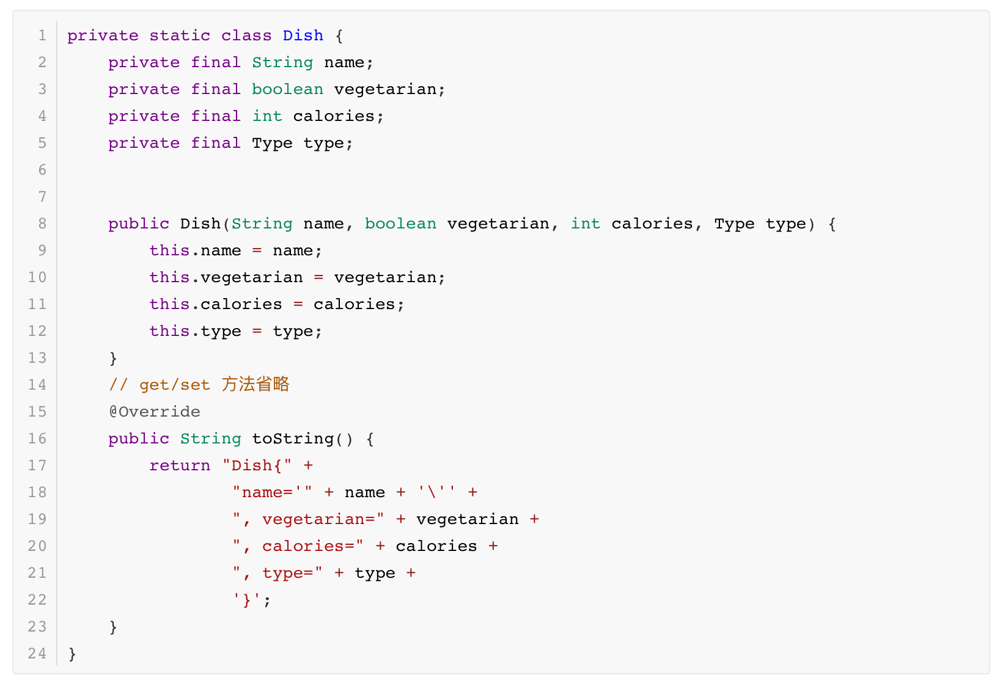 1 private static class Dish {
2     private final String name;
3     private final boolean vegetarian;
4     private final int calories;
5     private final Type type;
6
7
8     public Dish(String name, boolean vegetarian, int calories, Type type) {
9         this.name = name;
10         this.vegetarian = vegetarian;
11         this.calories = calories;
12         this.type = type;
13     }
14     // get/set 方法省略
15     @Override
16     public String toString() {
17         return "Dish{" +
18                 "name='" + name + '\'' +
19                 ", vegetarian=" + vegetarian +
20                 ", calories=" + calories +
21                 ", type=" + type +
22                 '}';
23     }
24 }